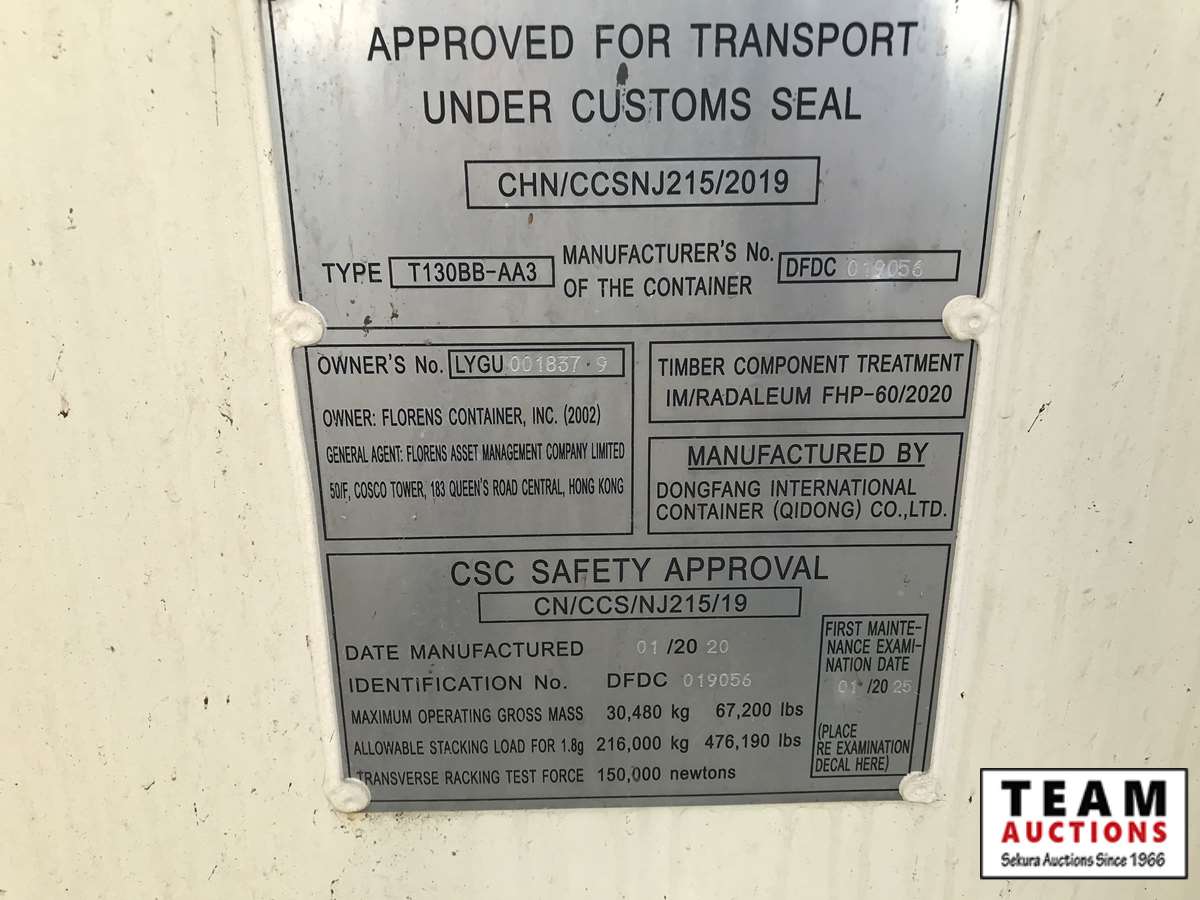 APPROVED FOR TRANSPORT
UNDER CUSTOMS SEAL
CHN/CCSNJ215/2019
TYPE T130BB-AA3
MANUFACTURER'S No.
OF THE CONTAINER
DFDC 019056
OWNER'S No. LYGU 001837·9
OWNER: FLORENS CONTAINER, INC. (2002)
GENERAL AGENT: FLORENS ASSET MANAGEMENT COMPANY LIMITED
50/F, COSCO TOWER, 183 QUEEN'S ROAD CENTRAL, HONG KONG
TIMBER COMPONENT TREATMENT
IM/RADALEUM FHP-60/2020
MANUFACTURED BY
DONGFANG INTERNATIONAL
CONTAINER (QIDONG) CO.,LTD.
CSC SAFETY APPROVAL
CN/CCS/NJ215/19
DATE MANUFACTURED 01 /20 20
IDENTIFICATION No. DFDC 019056
MAXIMUM OPERATING GROSS MASS 30,480 kg 67,200 lbs
ALLOWABLE STACKING LOAD FOR 1.8g 216,000 kg 476,190 lbs
TRANSVERSE RACKING TEST FORCE 150,000 newtons
FIRST MAINTE-
NANCE EXAMI-
NATION DATE
01 /20 25
(PLACE
RE EXAMINATION
DECAL HERE)
TEAM
AUCTIONS
Sekura Auctions Since 1966